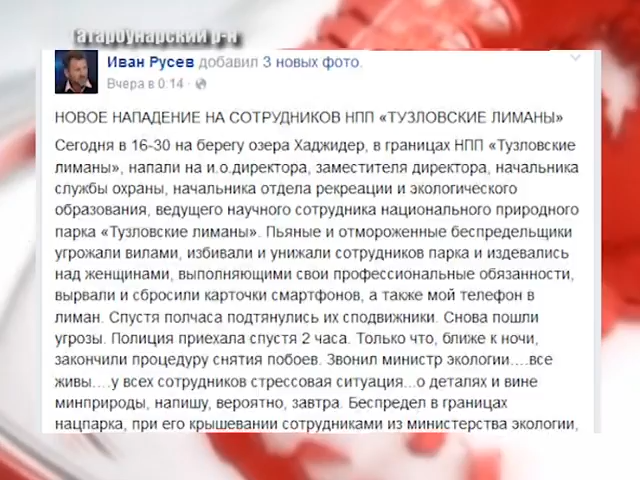 Татароунарский р-н
Иван Русев добавил 3 новых фото.
Вчера в 0:14
НОВОЕ НАПАДЕНИЕ НА СОТРУДНИКОВ НПП «ТУЗЛОВСКИЕ ЛИМАНЫ»
Сегодня в 16-30 на берегу озера Хаджидер, в границах НПП «Тузловские
лиманы», напали на и.о.директора, заместителя директора, начальника
службы охраны, начальника отдела рекреации и экологического
образования, ведущего научного сотрудника национального природного
парка «Тузловские лиманы». Пьяные и отмороженные беспредельщики
угрожали вилами, избивали и унижали сотрудников парка и издевались
над женщинами, выполняющими свои профессиональные обязанности,
вырвали и сбросили карточки смартфонов, а также мой телефон в
лиман. Спустя полчаса подтянулись их сподвижники. Снова пошли
угрозы. Полиция приехала спустя 2 часа. Только что, ближе к ночи,
закончили процедуру снятия побоев. Звонил министр экологии....все
живы....у всех сотрудников стрессовая ситуация...о деталях и вине
минприроды, напишу, вероятно, завтра. Беспредел в границах
нацпарка, при его крышевании сотрудниками из министерства экологии,